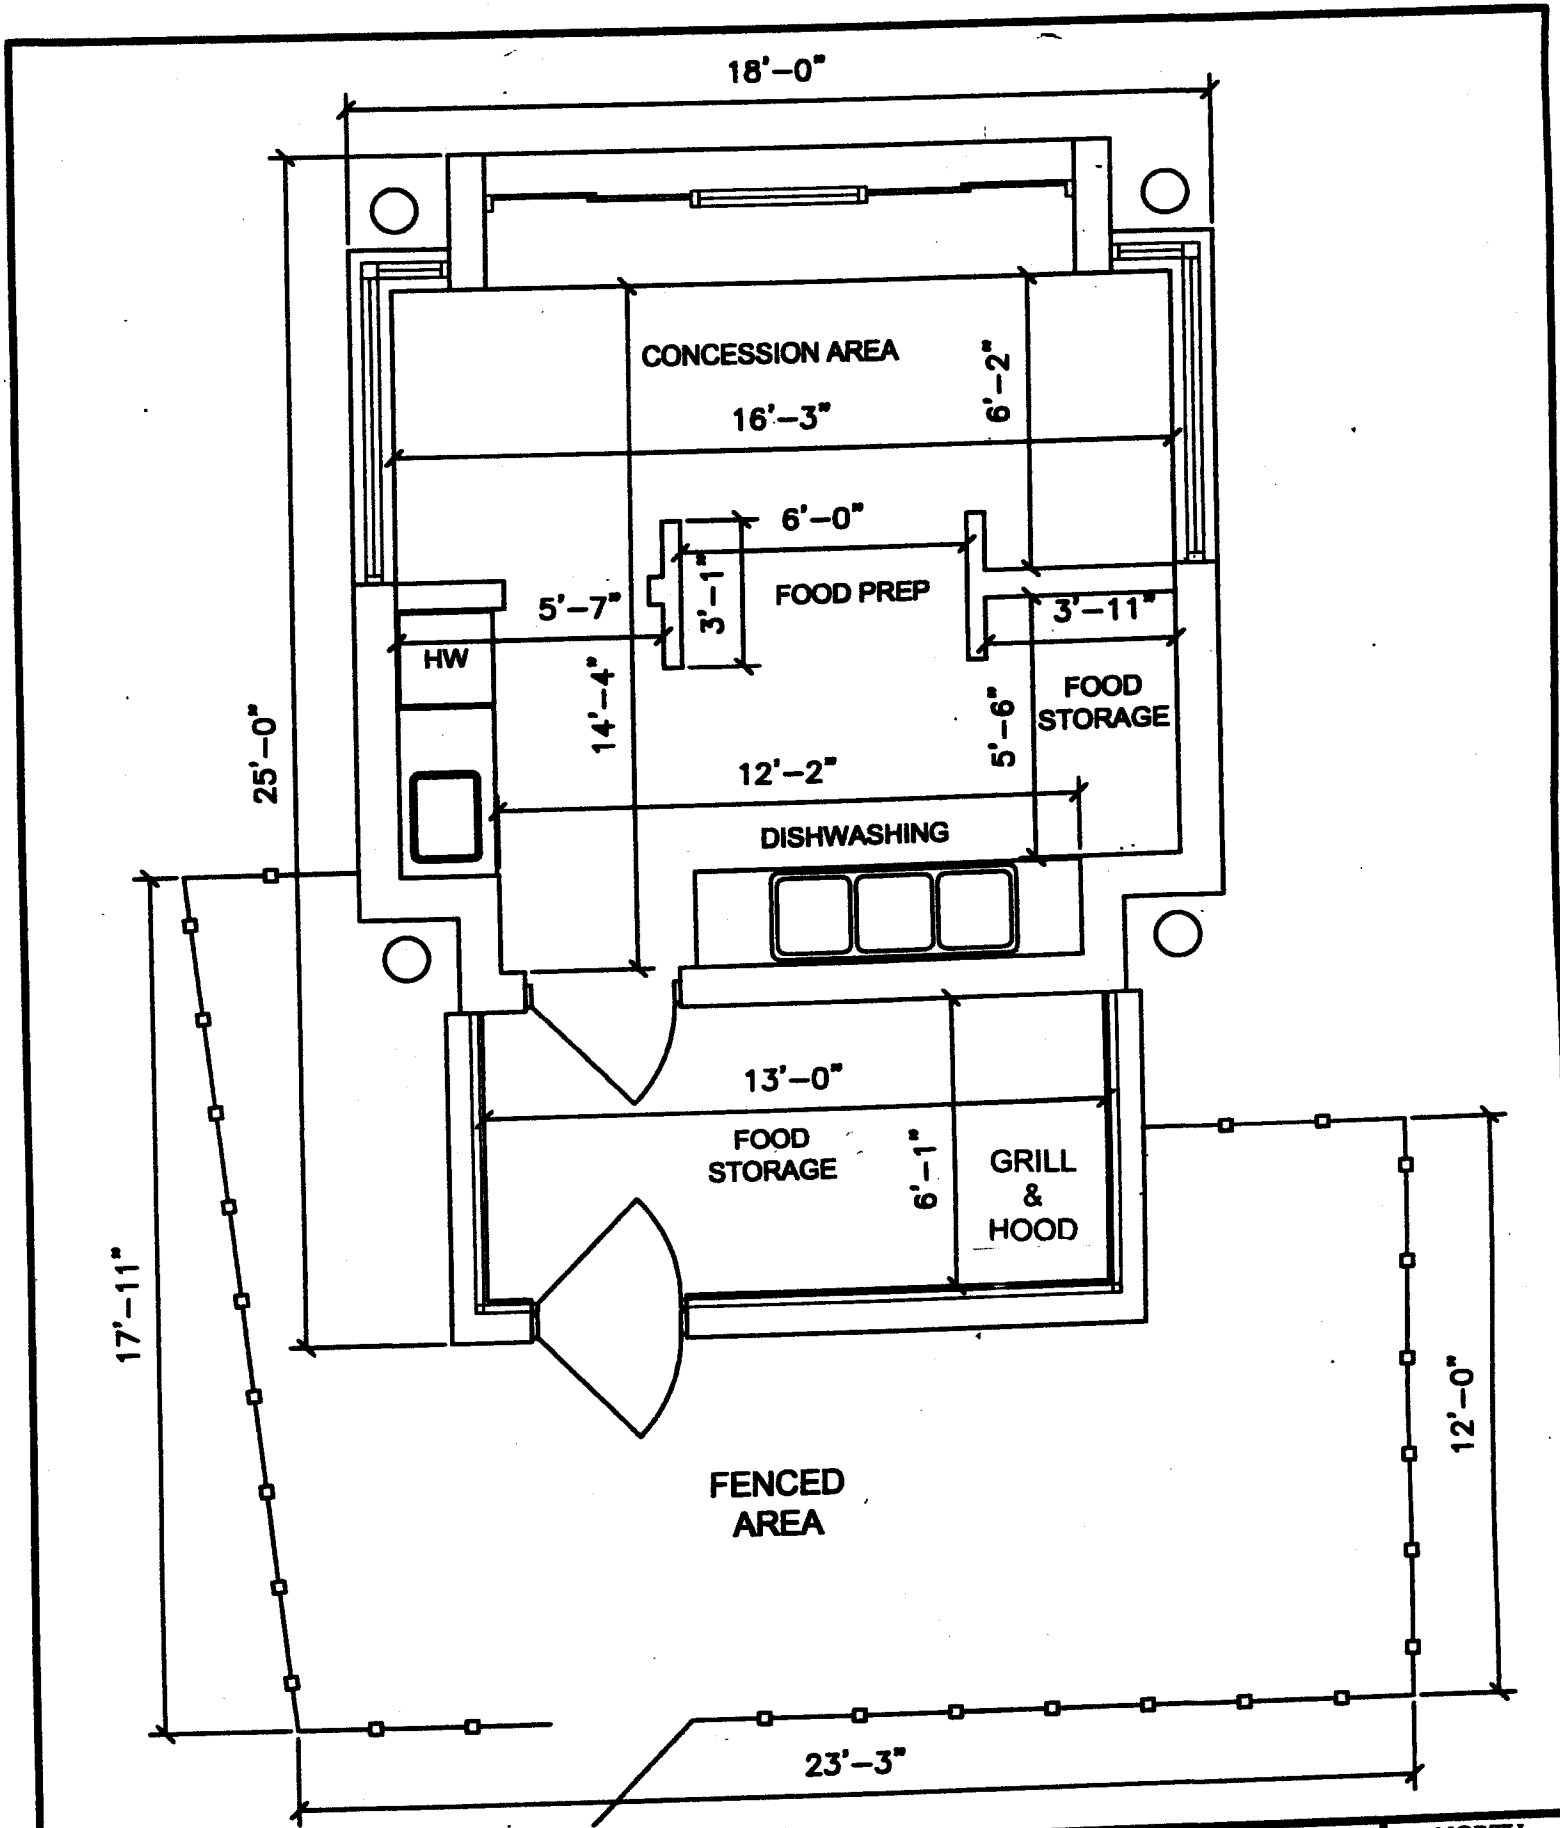 18'-0"
CONCESSION AREA
6'-2"
16'-3"
6'-0"
FOOD PREP
3'-1"
5'-7"
3'-11"
HW
FOOD
STORAGE
14'-4"
5'-6"
25'-0"
12'-2"
DISHWASHING
13'-0"
FOOD
STORAGE
6'-1"
GRILL
&
HOOD
17'-11"
12'-0"
FENCED
AREA
23'-3"